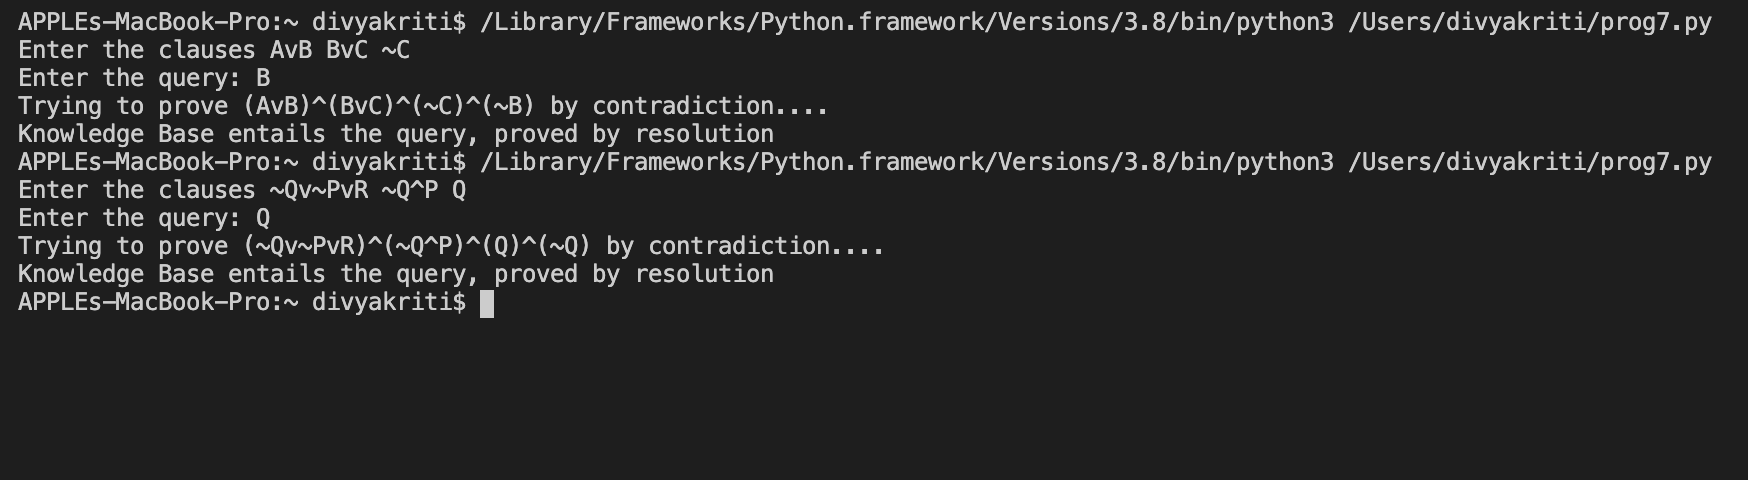 APPLEs-MacBook-Pro:~ divyakriti$ /Library/Frameworks/Python.framework/Versions/3.8/bin/python3 /Users/divyakriti/prog7.py
Enter the clauses AvB BvC ~C
Enter the query: B
Trying to prove (AvB)^(BvC)^(~C)^(~B) by contradiction....
Knowledge Base entails the query, proved by resolution
APPLEs-MacBook-Pro:~ divyakriti$ /Library/Frameworks/Python.framework/Versions/3.8/bin/python3 /Users/divyakriti/prog7.py
Enter the clauses ~Qv~PvR ~Q^P Q
Enter the query: Q
Trying to prove (~Qv~PvR)^(~Q^P)^(Q)^(~Q) by contradiction....
Knowledge Base entails the query, proved by resolution
APPLEs-MacBook-Pro:~ divyakriti$